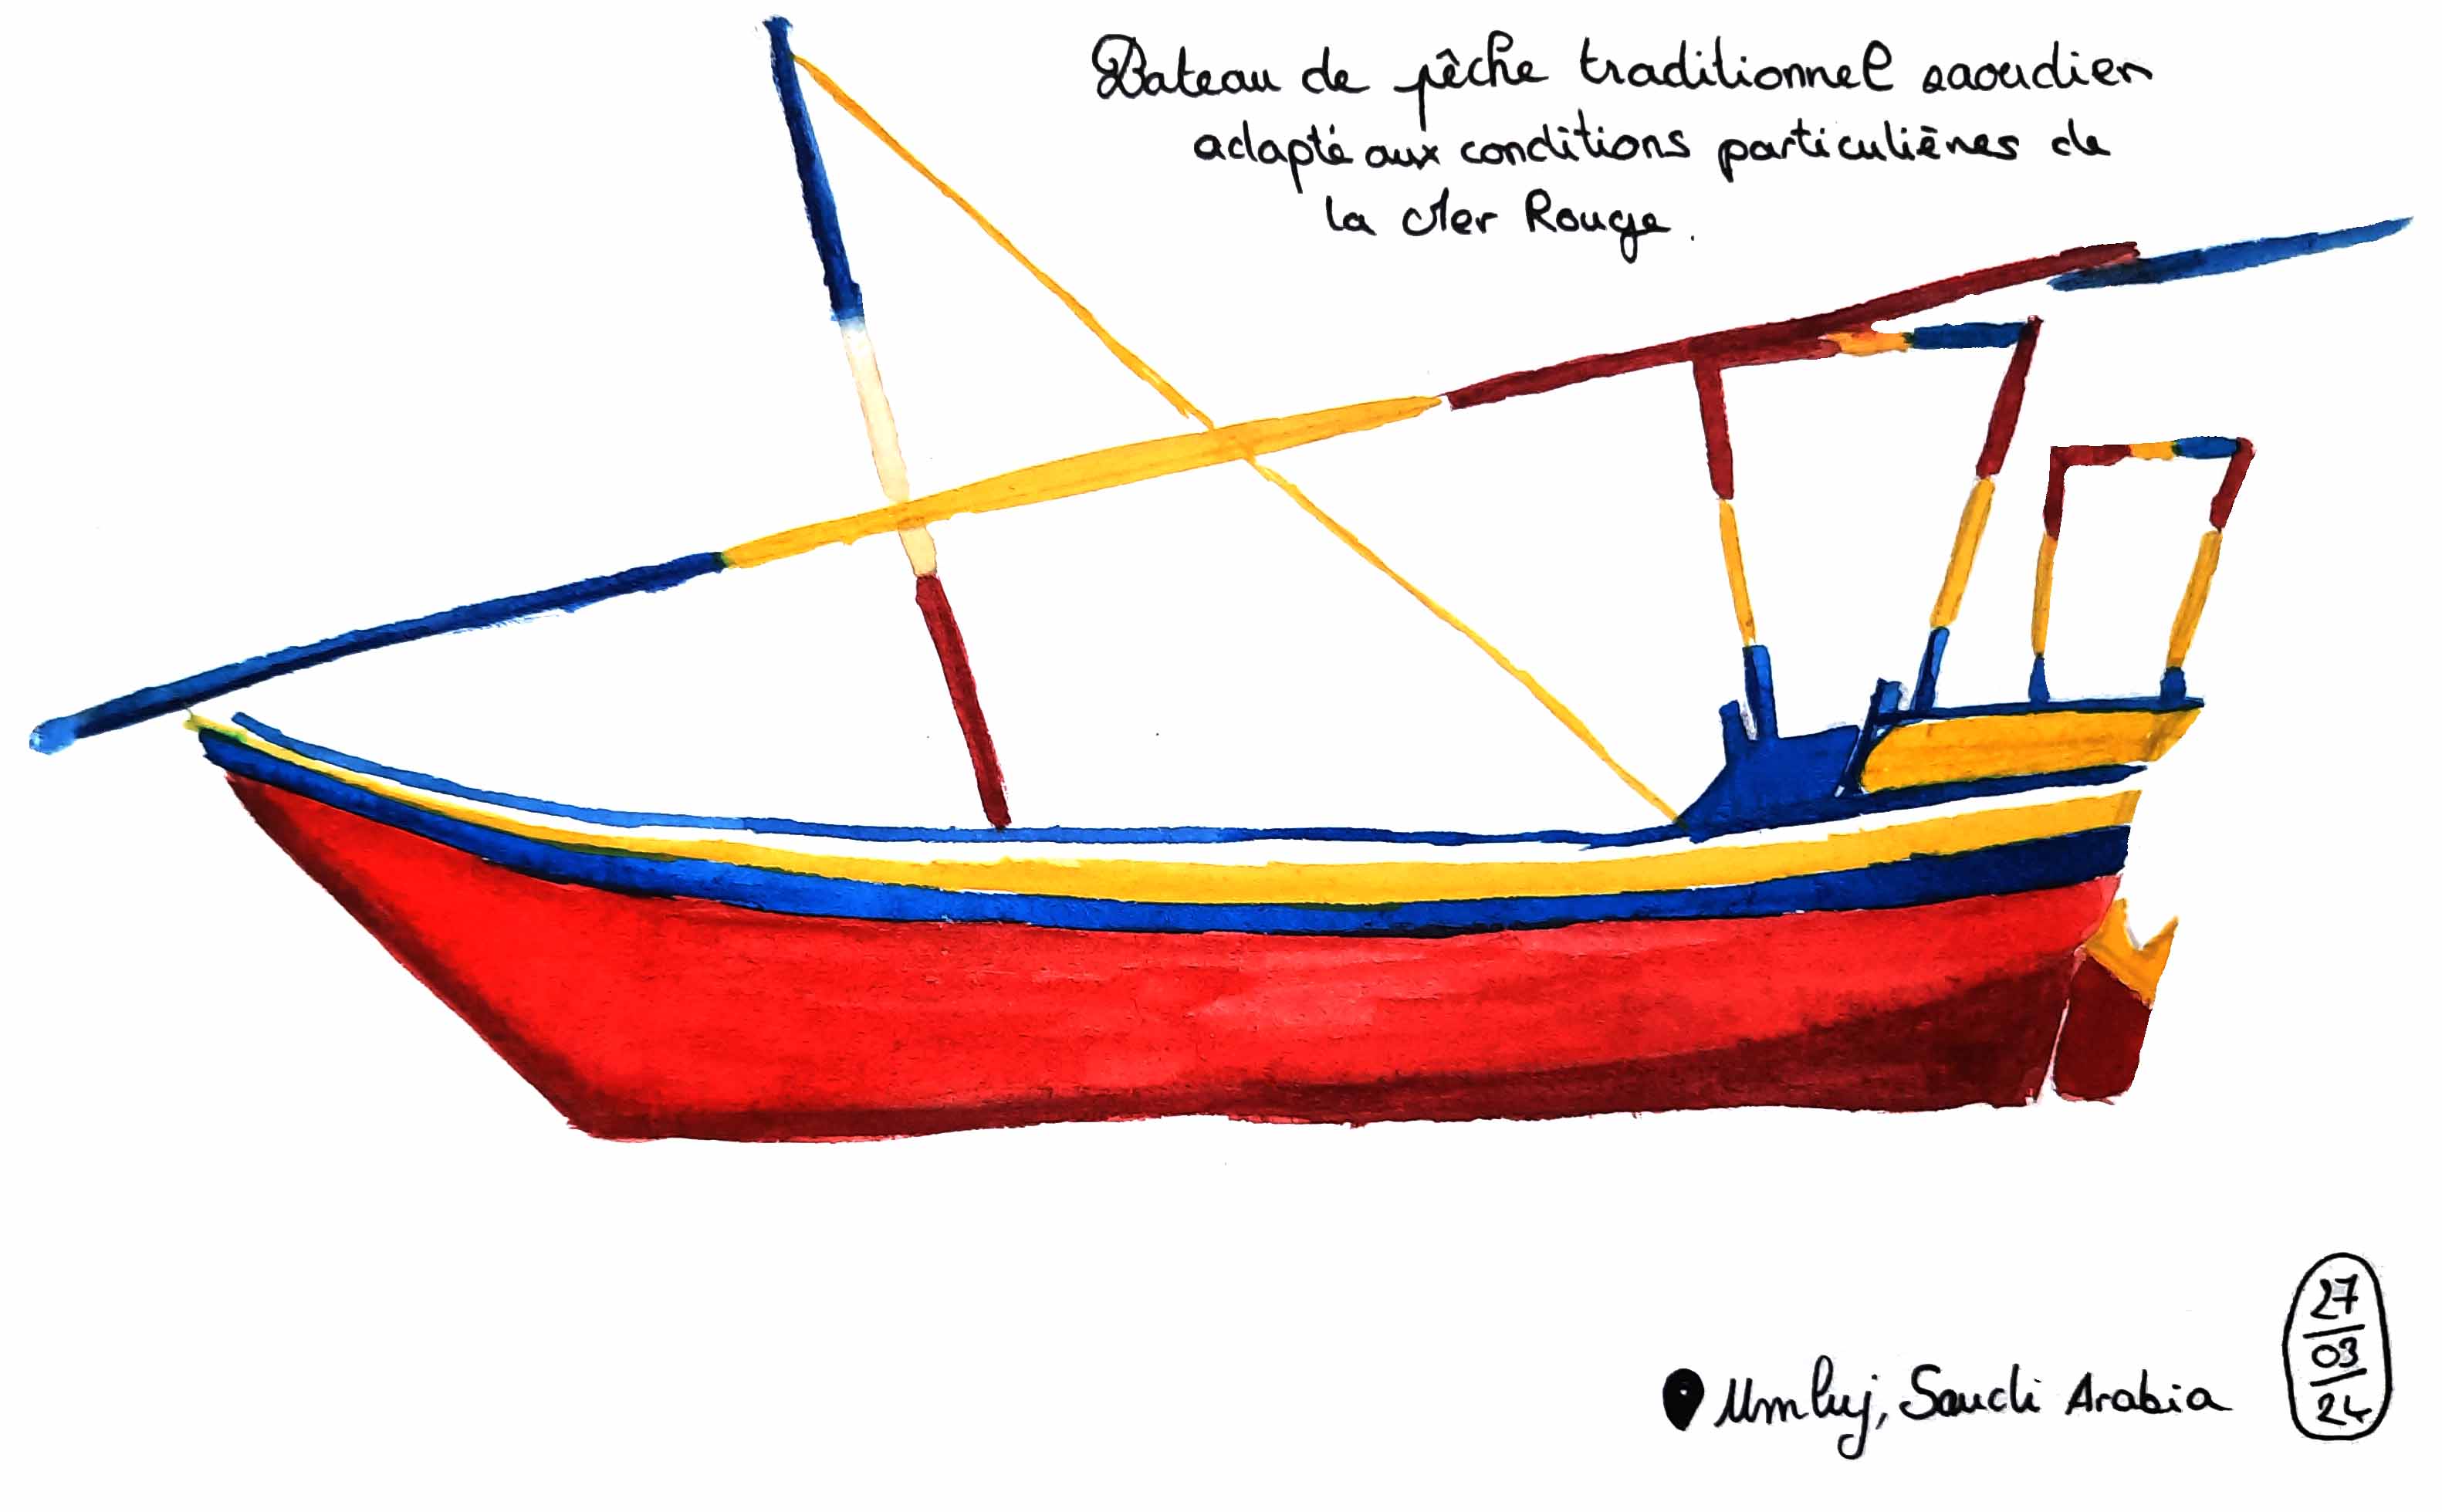 Bateau de pêche traditionnel saoudien
adapté aux conditions particulières de
la Mer Rouge.
Umluj, Saudi Arabia
27
03
24